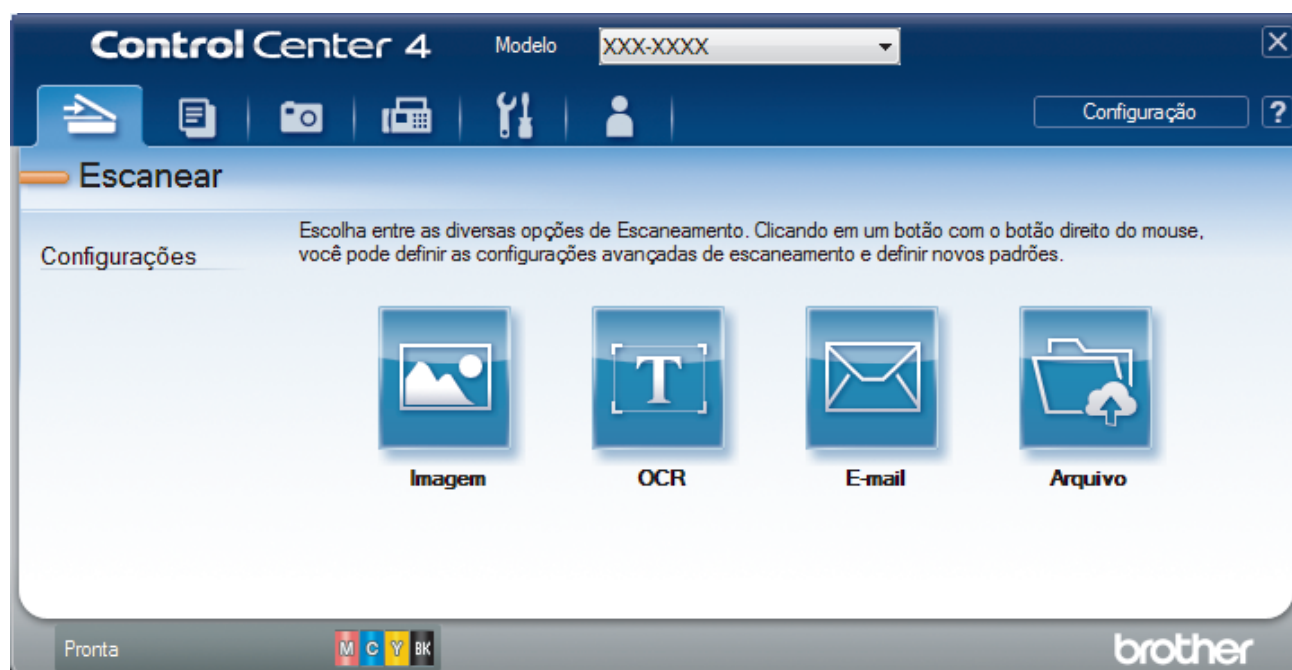 Control Center 4 Modelo XXX-XXXX
Configuração ?
Escanear
Configurações
Escolha entre as diversas opções de Escaneamento. Clicando em um botão com o botão direito do mouse,
você pode definir as configurações avançadas de escaneamento e definir novos padrões.
T
Imagem OCR E-mail Arquivo
Pronta M C Y BK brother